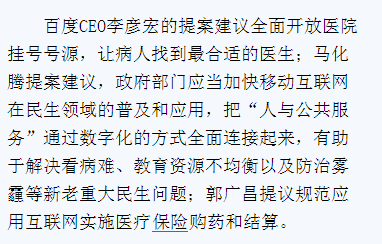 百度CEO李彦宏的提案建议全面开放医院
挂号号源，让病人找到最合适的医生；马化
腾提案建议，政府部门应当加快移动互联网
在民生领域的普及和应用，把“人与公共服
务”通过数字化的方式全面连接起来，有助
于解决看病难、教育资源不均衡以及防治雾
霾等新老重大民生问题；郭广昌提议规范应
用互联网实施医疗保险购药和结算。